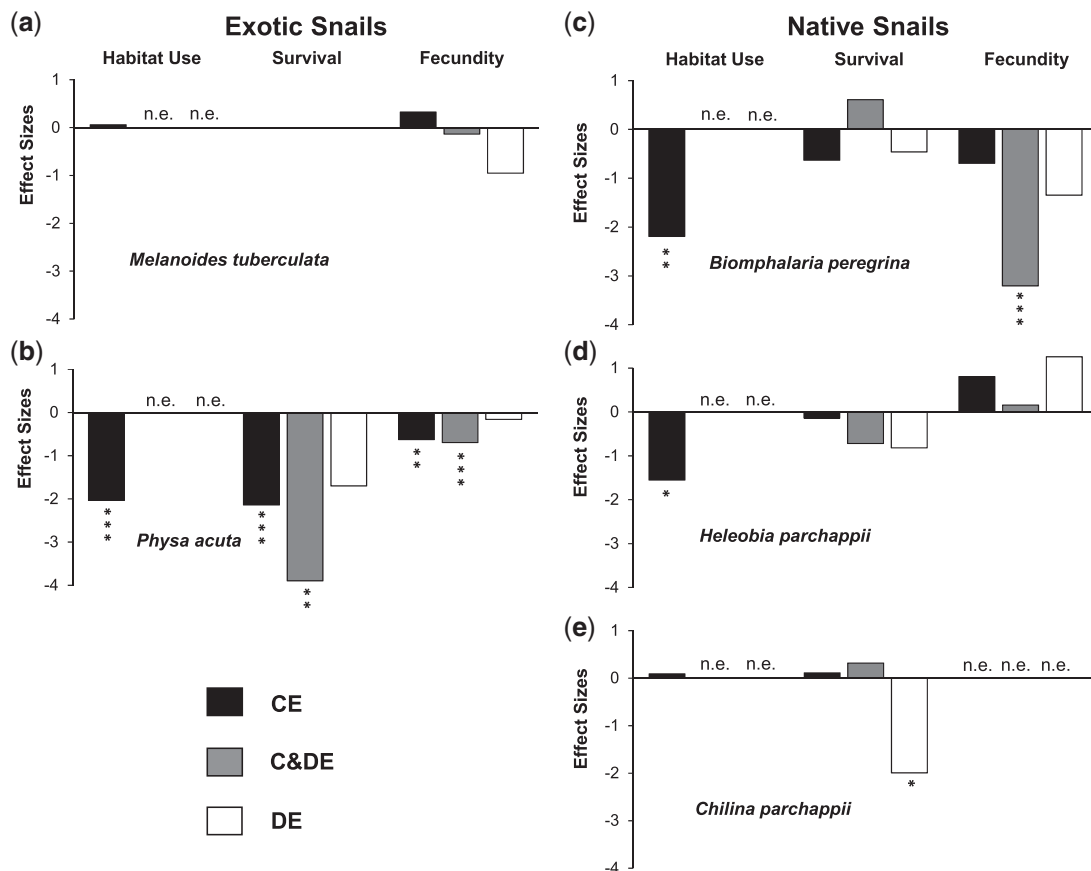 (a) Exotic Snails
Habitat Use Survival Fecundity
Effect Sizes
1
0
-1
-2
-3
-4
n.e. n.e.
Melanoides tuberculata
(b)
Effect Sizes
1
0
-1
-2
-3
-4
n.e. n.e.
***
***
**
**
***
Physa acuta
CE
C&DE
DE
(c) Native Snails
Habitat Use Survival Fecundity
Effect Sizes
1
0
-1
-2
-3
-4
n.e. n.e.
**
***
Biomphalaria peregrina
(d)
Effect Sizes
1
0
-1
-2
-3
-4
n.e. n.e.
*
Heleobia parchappii
(e)
Effect Sizes
1
0
-1
-2
-3
-4
n.e. n.e. n.e. n.e. n.e.
*
Chilina parchappii